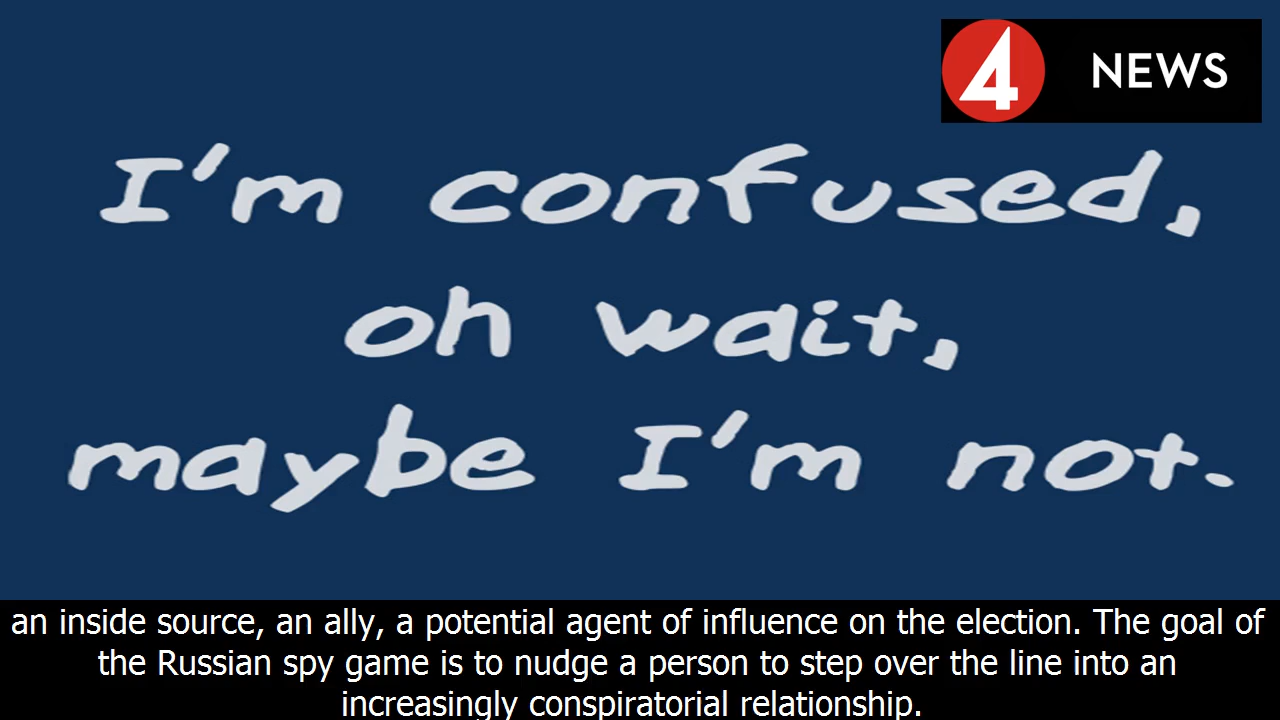 4 NEWS
I'm confused,
oh wait,
maybe I'm not.
an inside source, an ally, a potential agent of influence on the election. The goal of
the Russian spy game is to nudge a person to step over the line into an
increasingly conspiratorial relationship.